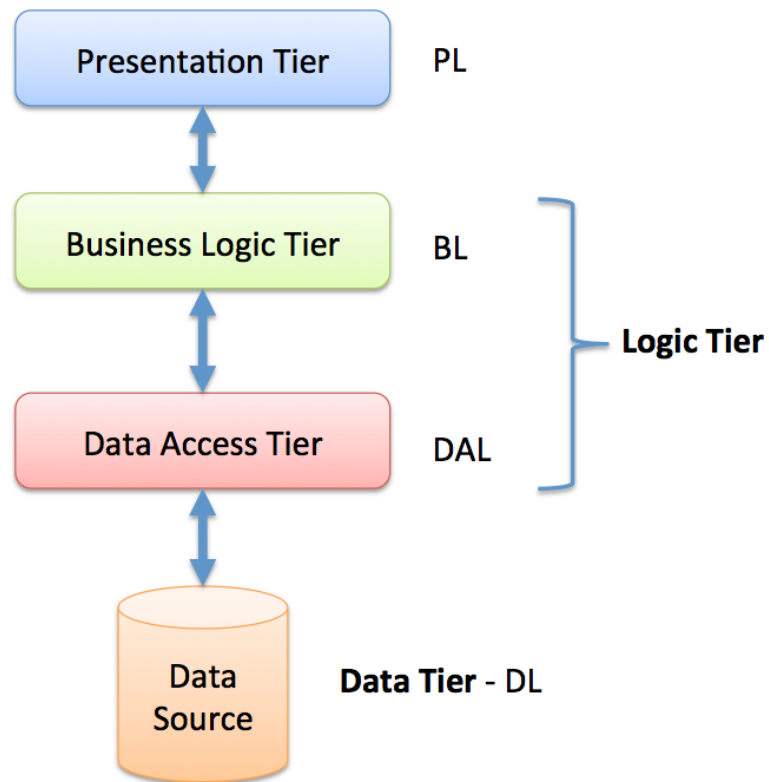 Presentation Tier
PL
Business Logic Tier
BL
Logic Tier
Data Access Tier
DAL
Data
Source
Data Tier - DL